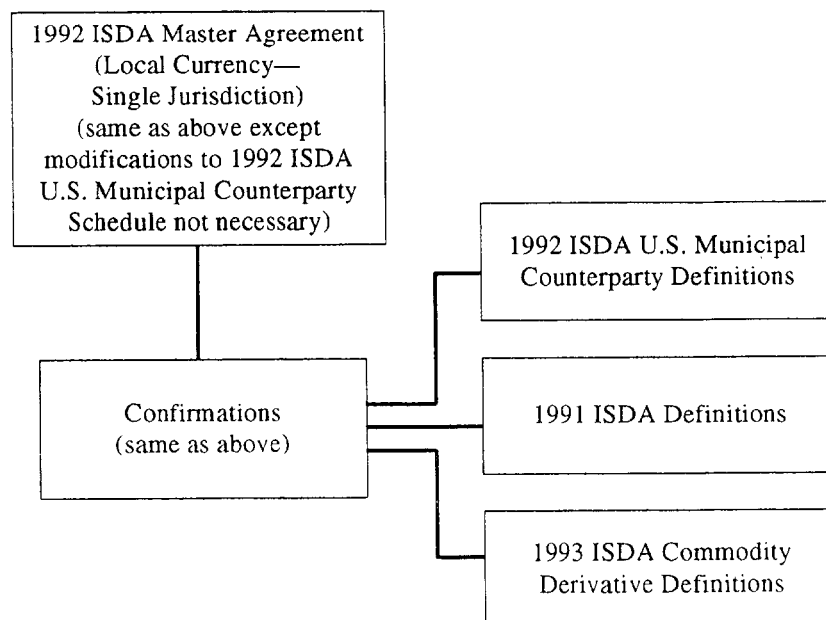 1992 ISDA Master Agreement
(Local Currency—
Single Jurisdiction)
(same as above except
modifications to 1992 ISDA
U.S. Municipal Counterparty
Schedule not necessary)
1992 ISDA U.S. Municipal
Counterparty Definitions
Confirmations
(same as above)
1991 ISDA Definitions
1993 ISDA Commodity
Derivative Definitions